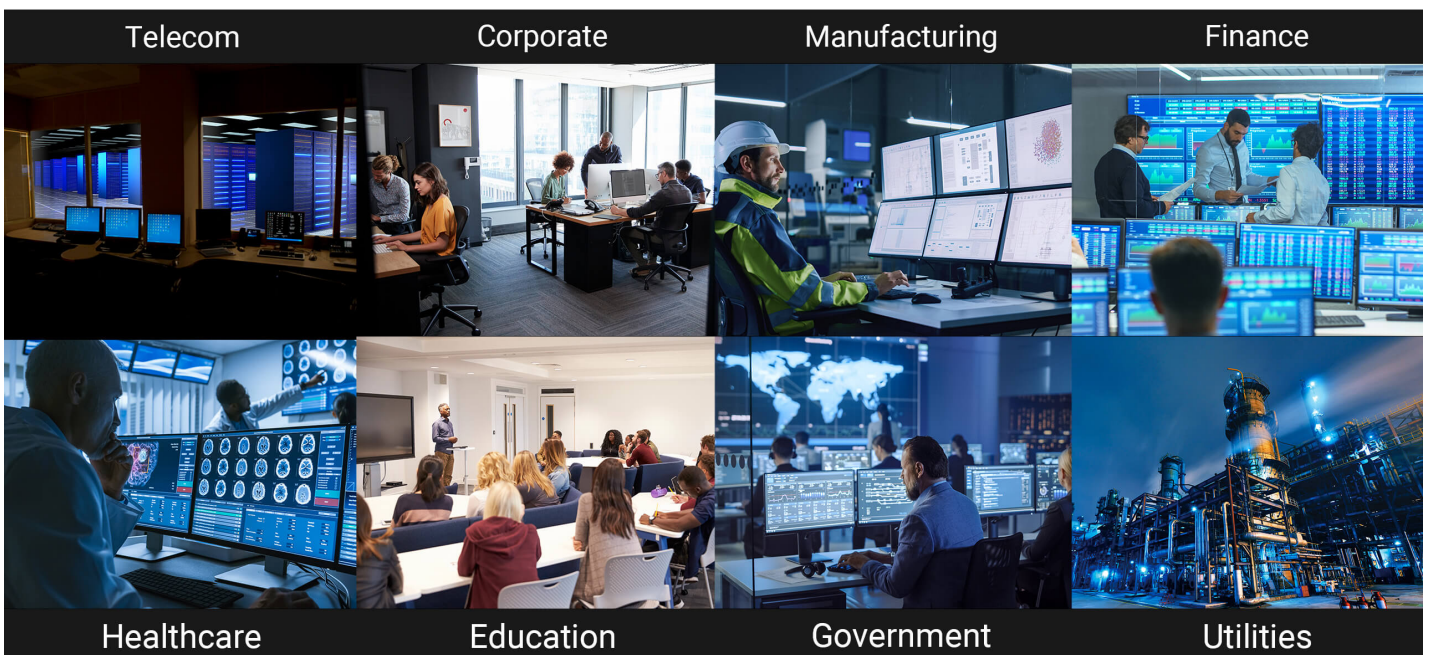 Telecom
Corporate
Manufacturing
Finance
Healthcare
Education
Government
Utilities